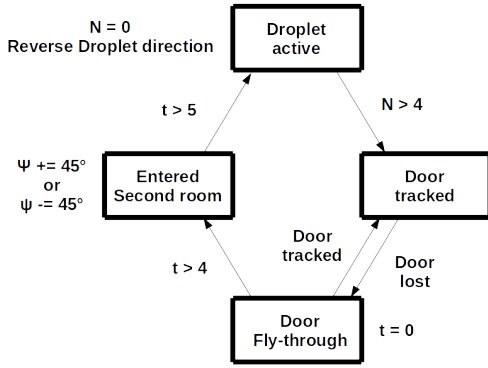 N = 0
Reverse Droplet direction
Droplet
active
t > 5
N > 4
Ψ += 45°
or
ψ -= 45°
Entered
Second room
Door
tracked
Door
tracked
Door
lost
t > 4
Door
Fly-through
t = 0